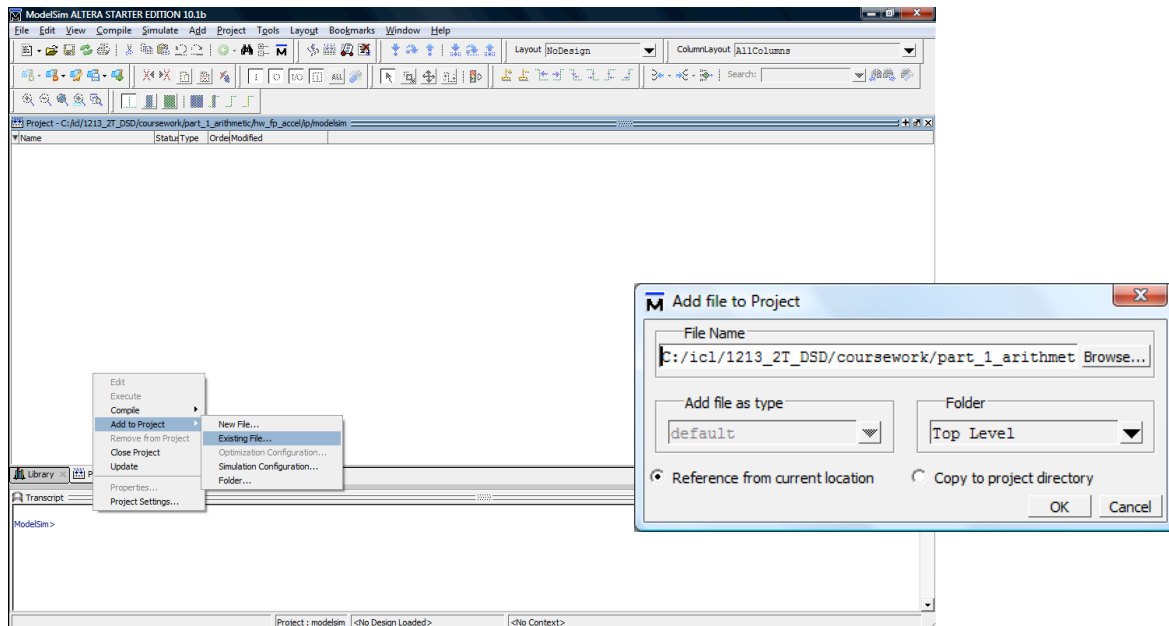 ModelSim ALTERA STARTER EDITION 10.1b
File Edit View Compile Simulate Add Project Tools Layout Bookmarks Window Help
Layout NoDesign ColumnLayout AllColumns
Search:
Project - C:/icl/1213_2T_DSD/coursework/part_1_arithmetic/hw_fp_accel/ip/modelsim
Name Status Type Order Modified
Edit
Execute
Compile
Add to Project
Remove from Project
Close Project
Update
Properties...
Project Settings...
New File...
Existing File...
Optimization Configuration...
Simulation Configuration...
Folder...
Library P
Transcript
ModelSim>
Project : modelsim <No Design Loaded> <No Context>
Add file to Project
File Name
C:/icl/1213_2T_DSD/coursework/part_1_arithmet Browse...
Add file as type Folder
default Top Level
Reference from current location Copy to project directory
OK Cancel